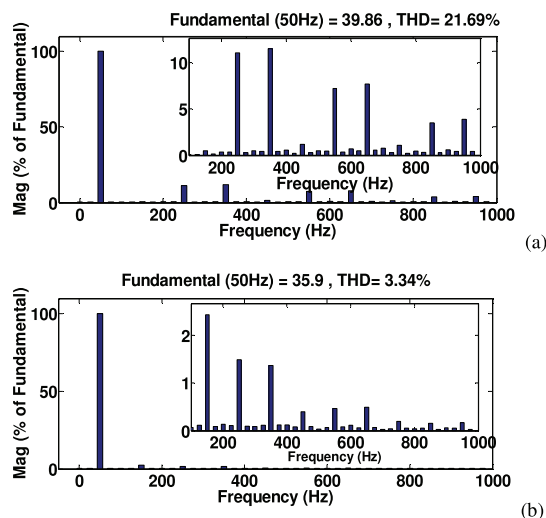 Fundamental (50Hz) = 39.86 , THD= 21.69%
Mag (% of Fundamental)
100
50
0
10
5
0
200 400 600 800 1000
Frequency (Hz)
0 200 400 600 800 1000
Frequency (Hz)
(a)
Fundamental (50Hz) = 35.9 , THD= 3.34%
Mag (% of Fundamental)
100
50
0
2
1
0
200 400 600 800 1000
Frequency (Hz)
0 200 400 600 800 1000
Frequency (Hz)
(b)